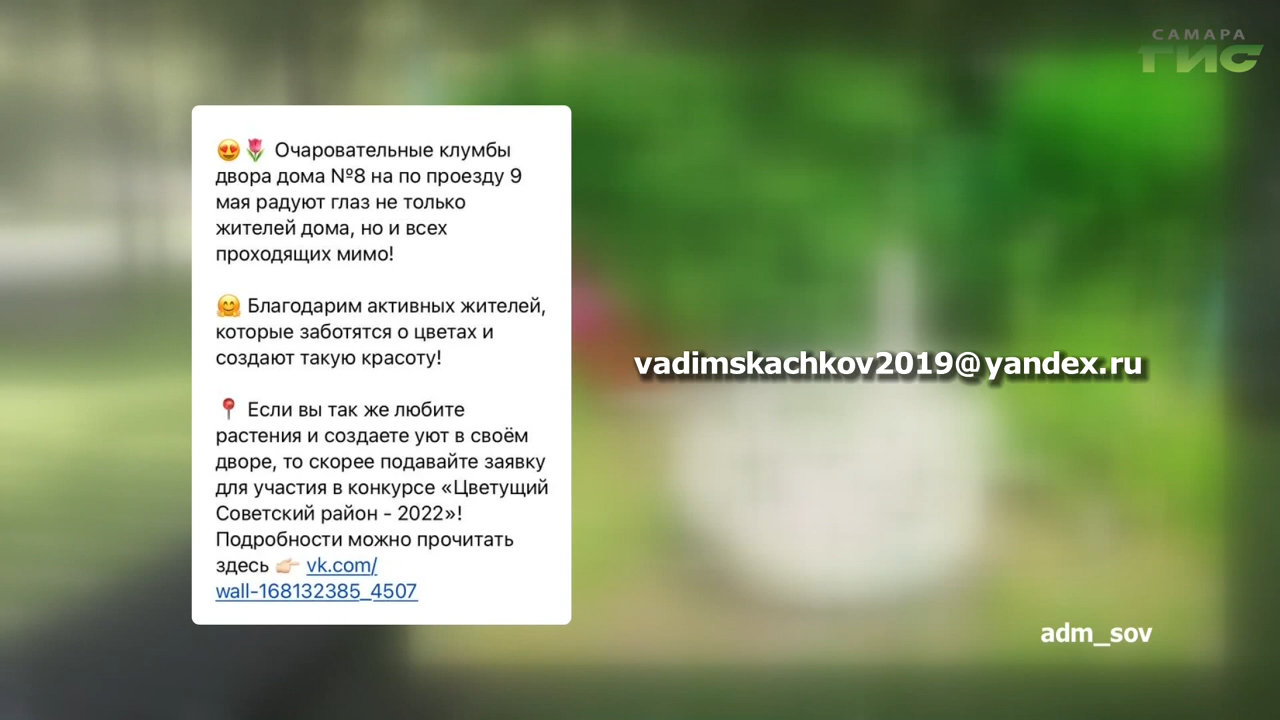 САМАРА
ГИС
😍🌷 Очаровательные клумбы
двора дома №8 на по проезду 9
мая радуют глаз не только
жителей дома, но и всех
проходящих мимо!
🤗 Благодарим активных жителей,
которые заботятся о цветах и
создают такую красоту!
📍 Если вы так же любите
растения и создаете уют в своём
дворе, то скорее подавайте заявку
для участия в конкурсе «Цветущий
Советский район - 2022»!
Подробности можно прочитать
здесь 👉🏻 vk.com/
wall-168132385_4507
vadimskachkov2019@yandex.ru
adm_sov